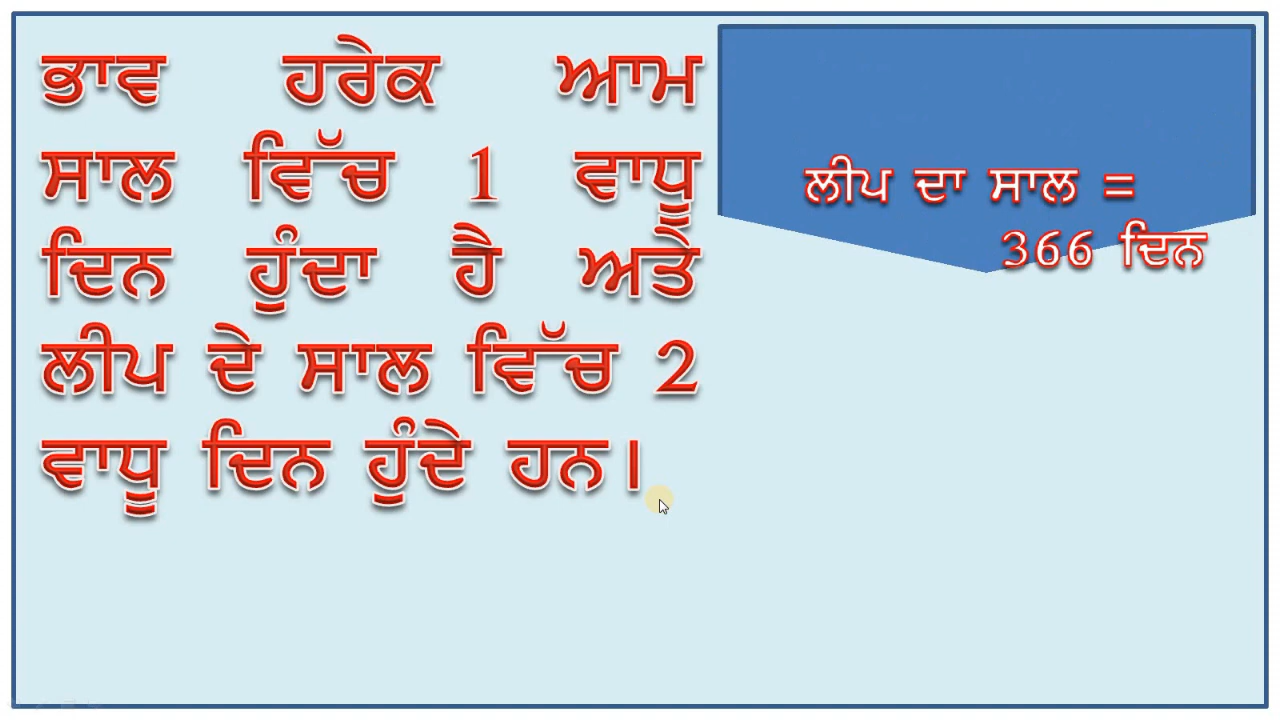 ਭਾਵ ਹਰੇਕ ਆਮ
ਸਾਲ ਵਿੱਚ 1 ਵਾਧੂ
ਦਿਨ ਹੁੰਦਾ ਹੈ ਅਤੇ
ਲੀਪ ਦੇ ਸਾਲ ਵਿੱਚ 2
ਵਾਧੂ ਦਿਨ ਹੁੰਦੇ ਹਨ।
ਲੀਪ ਦਾ ਸਾਲ =
366 ਦਿਨ